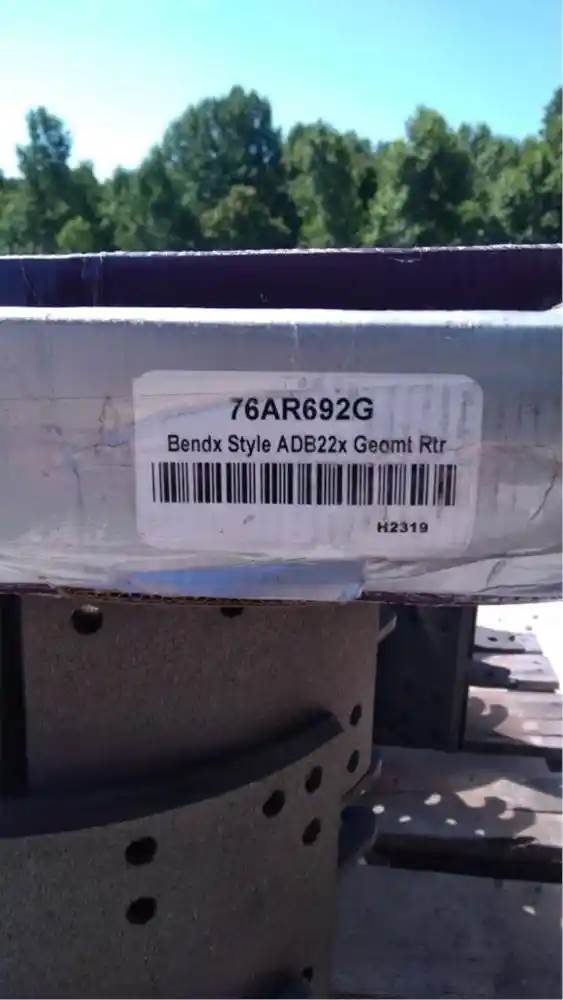 76AR692G
Bendx Style ADB22x Geomt Rtr
H2319